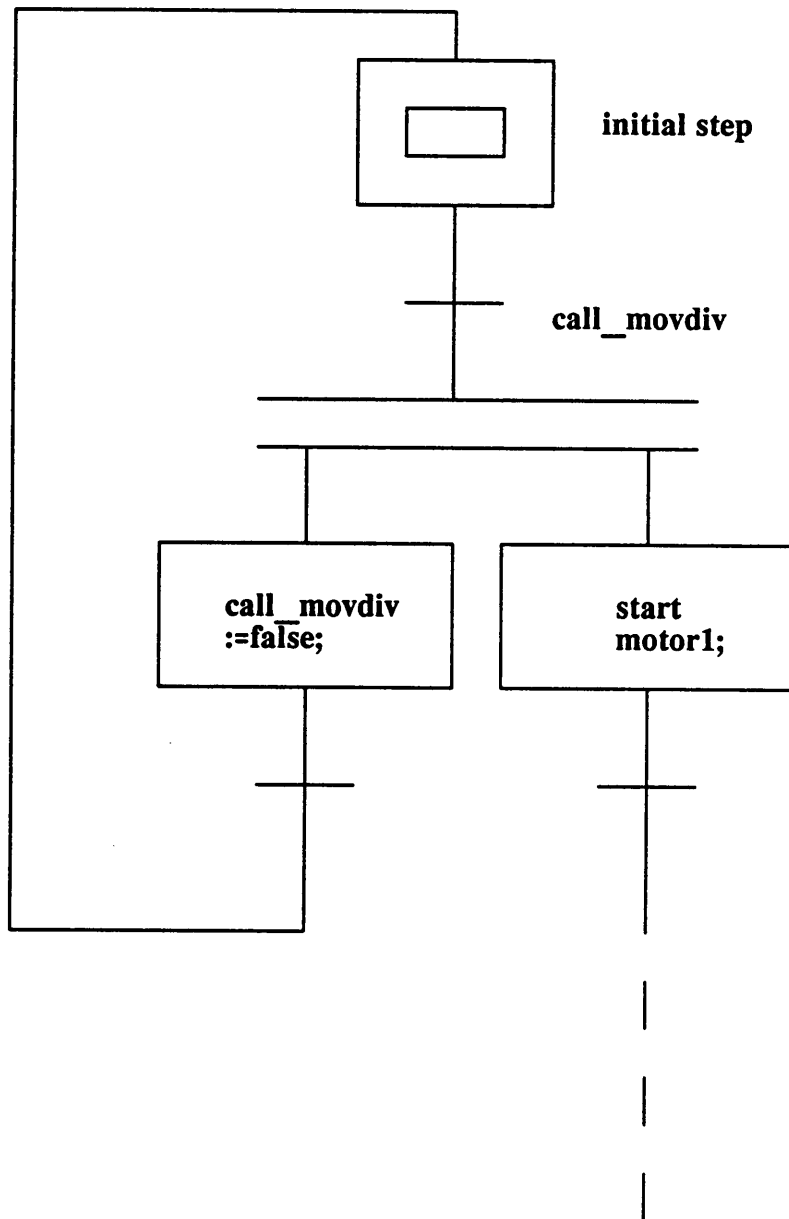 initial step
call_movdiv
call_movdiv
:=false;
start
motor1;